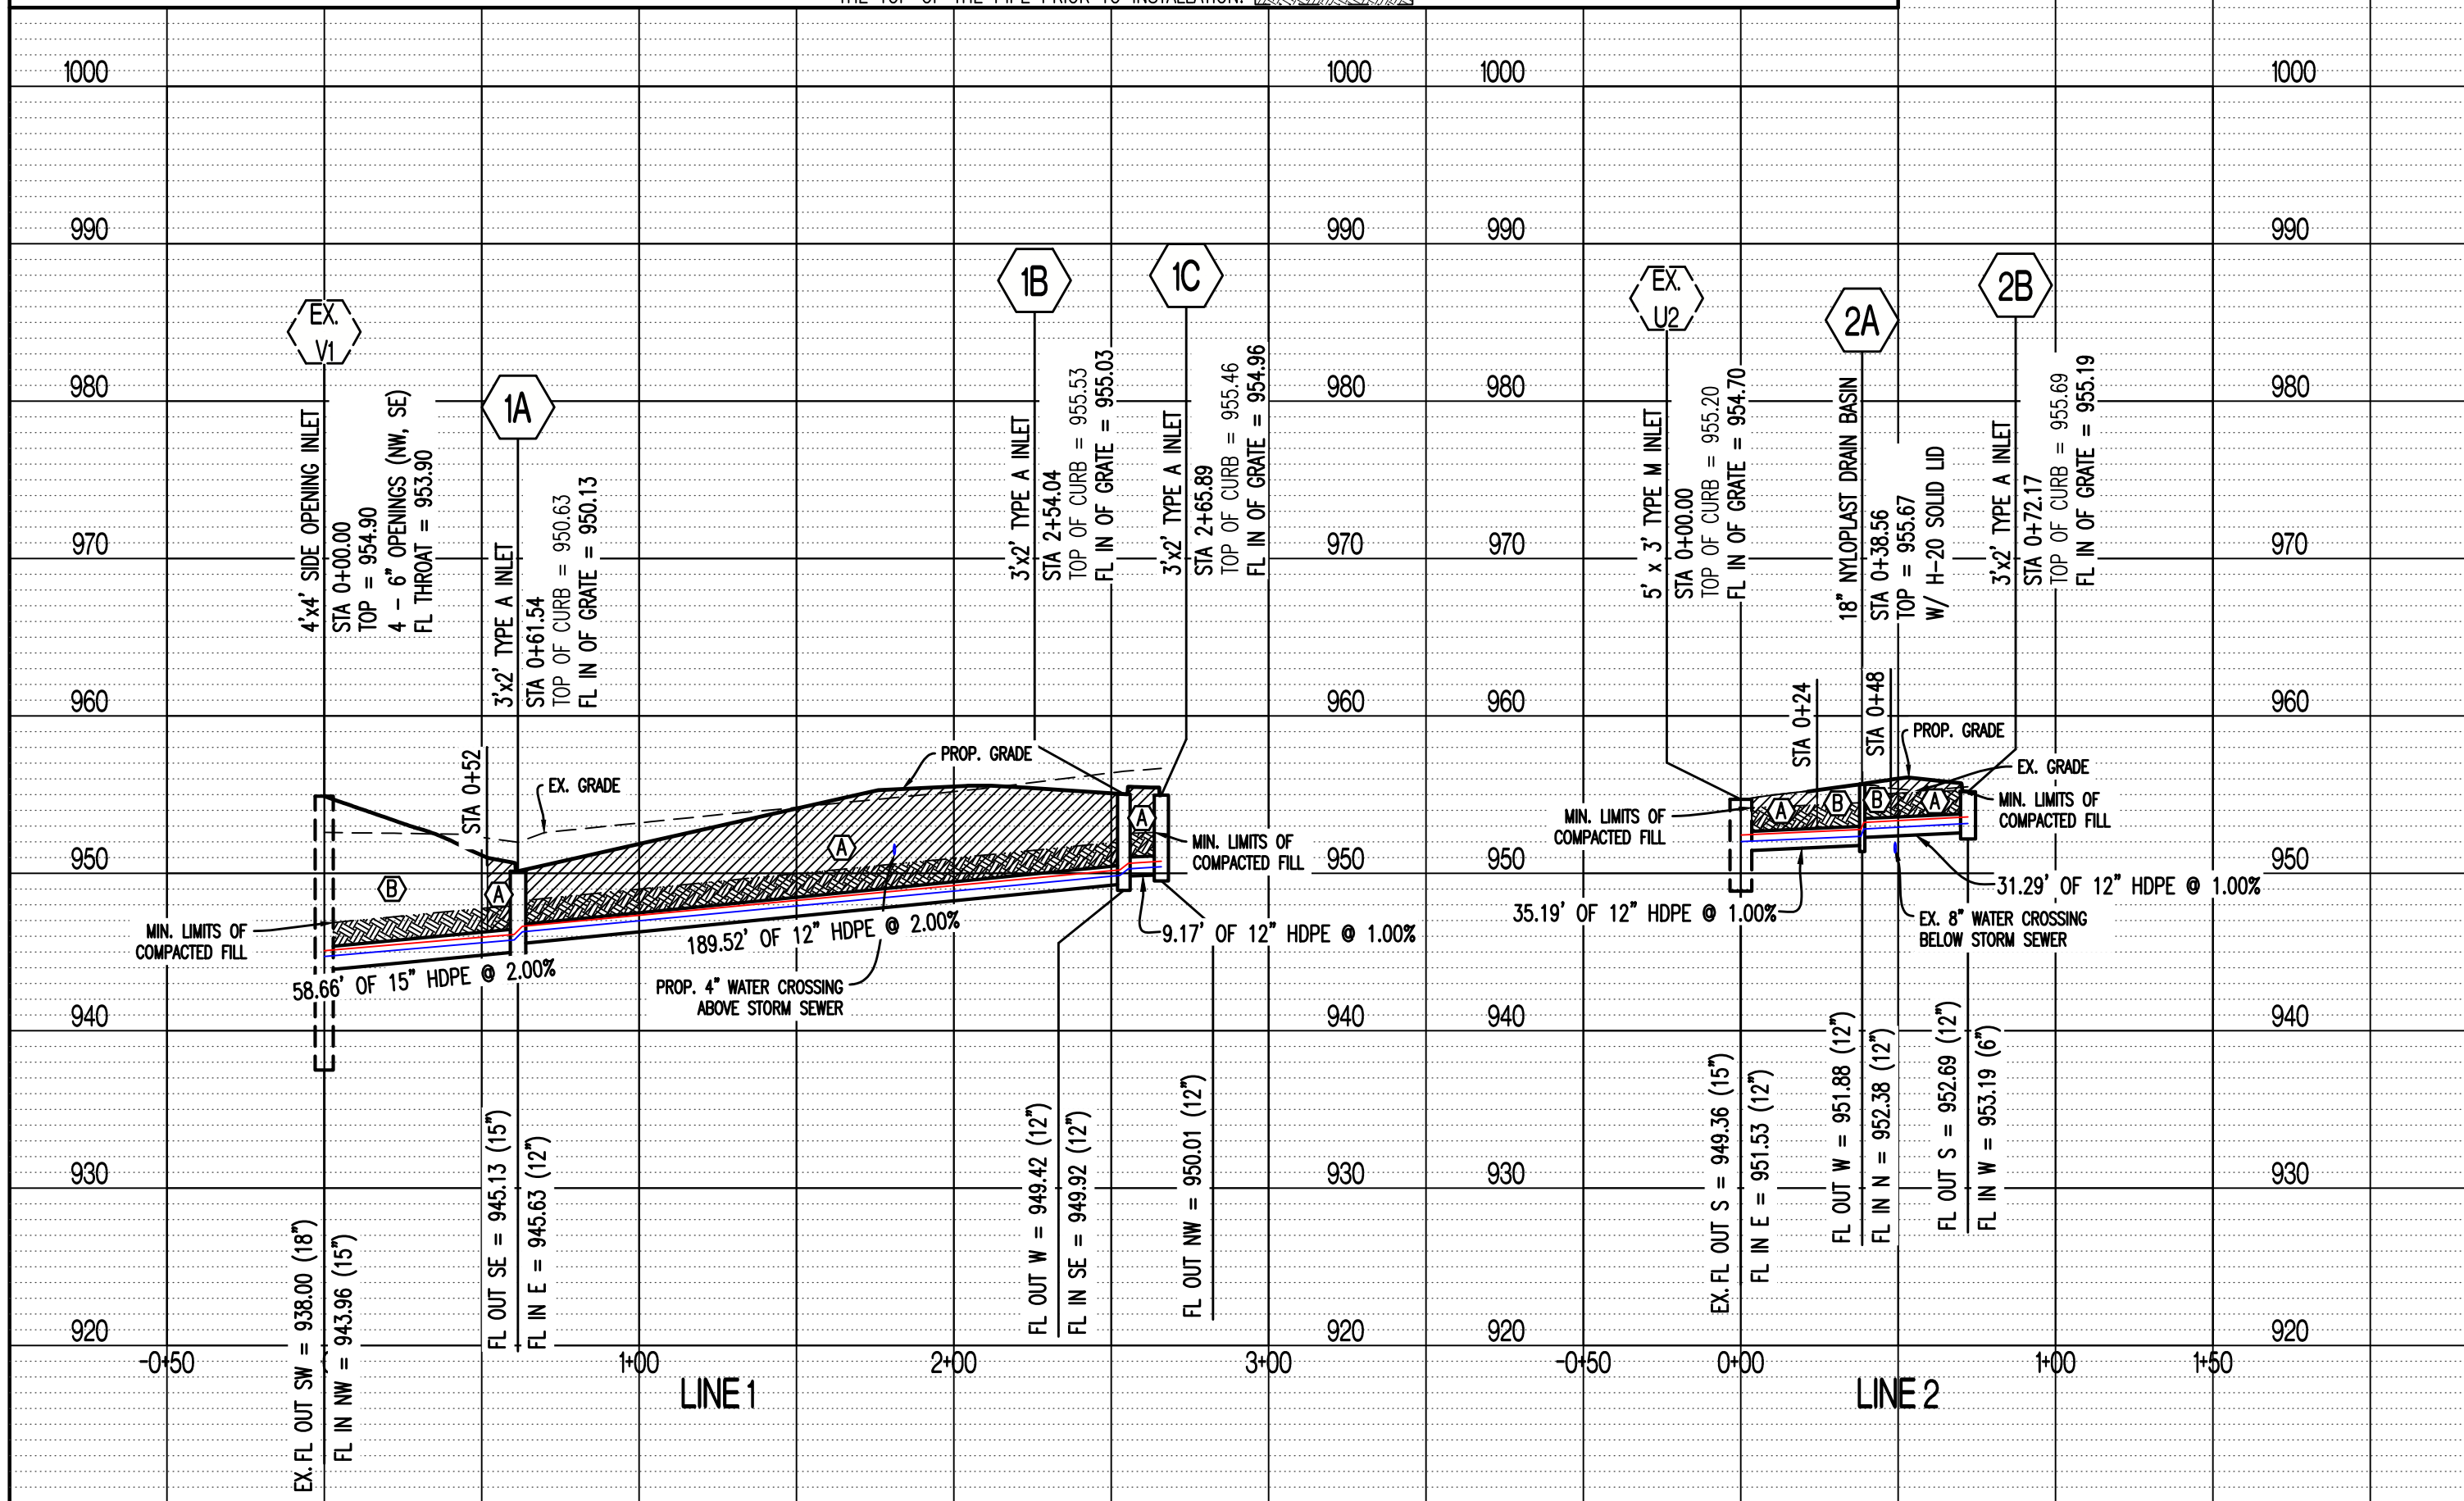 THE TOP OF THE PIPE PRIOR TO INSTALLATION.
1000
1000
1000
1000
990
990
990
990
980
980
980
980
970
970
970
970
960
960
960
960
950
950
950
950
940
940
940
940
930
930
930
930
920
920
920
920
EX.
V1
4'x4' SIDE OPENING INLET
STA 0+00.00
TOP = 954.90
4 - 6" OPENINGS (NW, SE)
FL THROAT = 953.90
1A
3'x2' TYPE A INLET
STA 0+61.54
TOP OF CURB = 950.63
FL IN OF GRATE = 950.13
1B
3'x2' TYPE A INLET
STA 2+54.04
TOP OF CURB = 955.53
FL IN OF GRATE = 955.03
1C
3'x2' TYPE A INLET
STA 2+65.89
TOP OF CURB = 955.46
FL IN OF GRATE = 954.96
STA 0+52
EX. GRADE
PROP. GRADE
B
A
A
A
MIN. LIMITS OF
COMPACTED FILL
MIN. LIMITS OF
COMPACTED FILL
58.66' OF 15" HDPE @ 2.00%
189.52' OF 12" HDPE @ 2.00%
9.17' OF 12" HDPE @ 1.00%
PROP. 4" WATER CROSSING
ABOVE STORM SEWER
EX. FL OUT SW = 938.00 (18")
FL IN NW = 943.96 (15")
FL OUT SE = 945.13 (15")
FL IN E = 945.63 (12")
FL OUT W = 949.42 (12")
FL IN SE = 949.92 (12")
FL OUT NW = 950.01 (12")
-0+50
1+00
2+00
3+00
LINE 1
EX.
U2
5' x 3' TYPE M INLET
STA 0+00.00
TOP OF CURB = 955.20
FL IN OF GRATE = 954.70
2A
18" NYLOPLAST DRAIN BASIN
STA 0+38.56
TOP = 955.67
W/ H-20 SOLID LID
2B
3'x2' TYPE A INLET
STA 0+72.17
TOP OF CURB = 955.69
FL IN OF GRATE = 955.19
STA 0+24
STA 0+48
PROP. GRADE
EX. GRADE
A
B
B
A
MIN. LIMITS OF
COMPACTED FILL
MIN. LIMITS OF
COMPACTED FILL
35.19' OF 12" HDPE @ 1.00%
31.29' OF 12" HDPE @ 1.00%
EX. 8" WATER CROSSING
BELOW STORM SEWER
EX. FL OUT S = 949.36 (15")
FL IN E = 951.53 (12")
FL OUT W = 951.88 (12")
FL IN N = 952.38 (12")
FL OUT S = 952.69 (12")
FL IN W = 953.19 (6")
-0+50
0+00
1+00
1+50
LINE 2